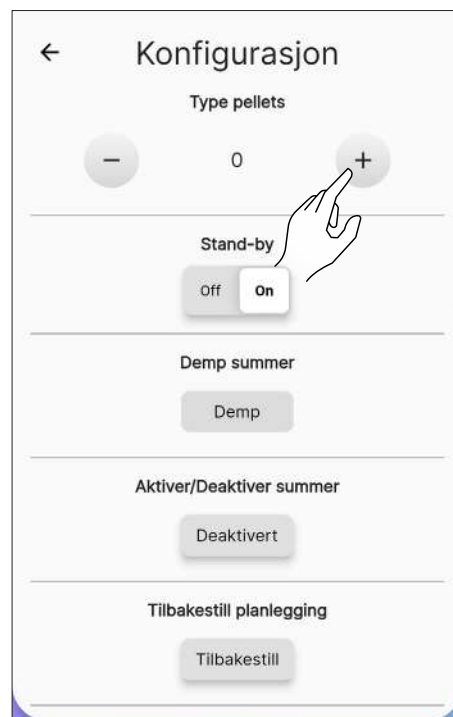 Konfigurasjon
Type pellets
0
Stand-by
Off On
Demp summer
Demp
Aktiver/Deaktiver summer
Deaktivert
Tilbakestill planlegging
Tilbakestill